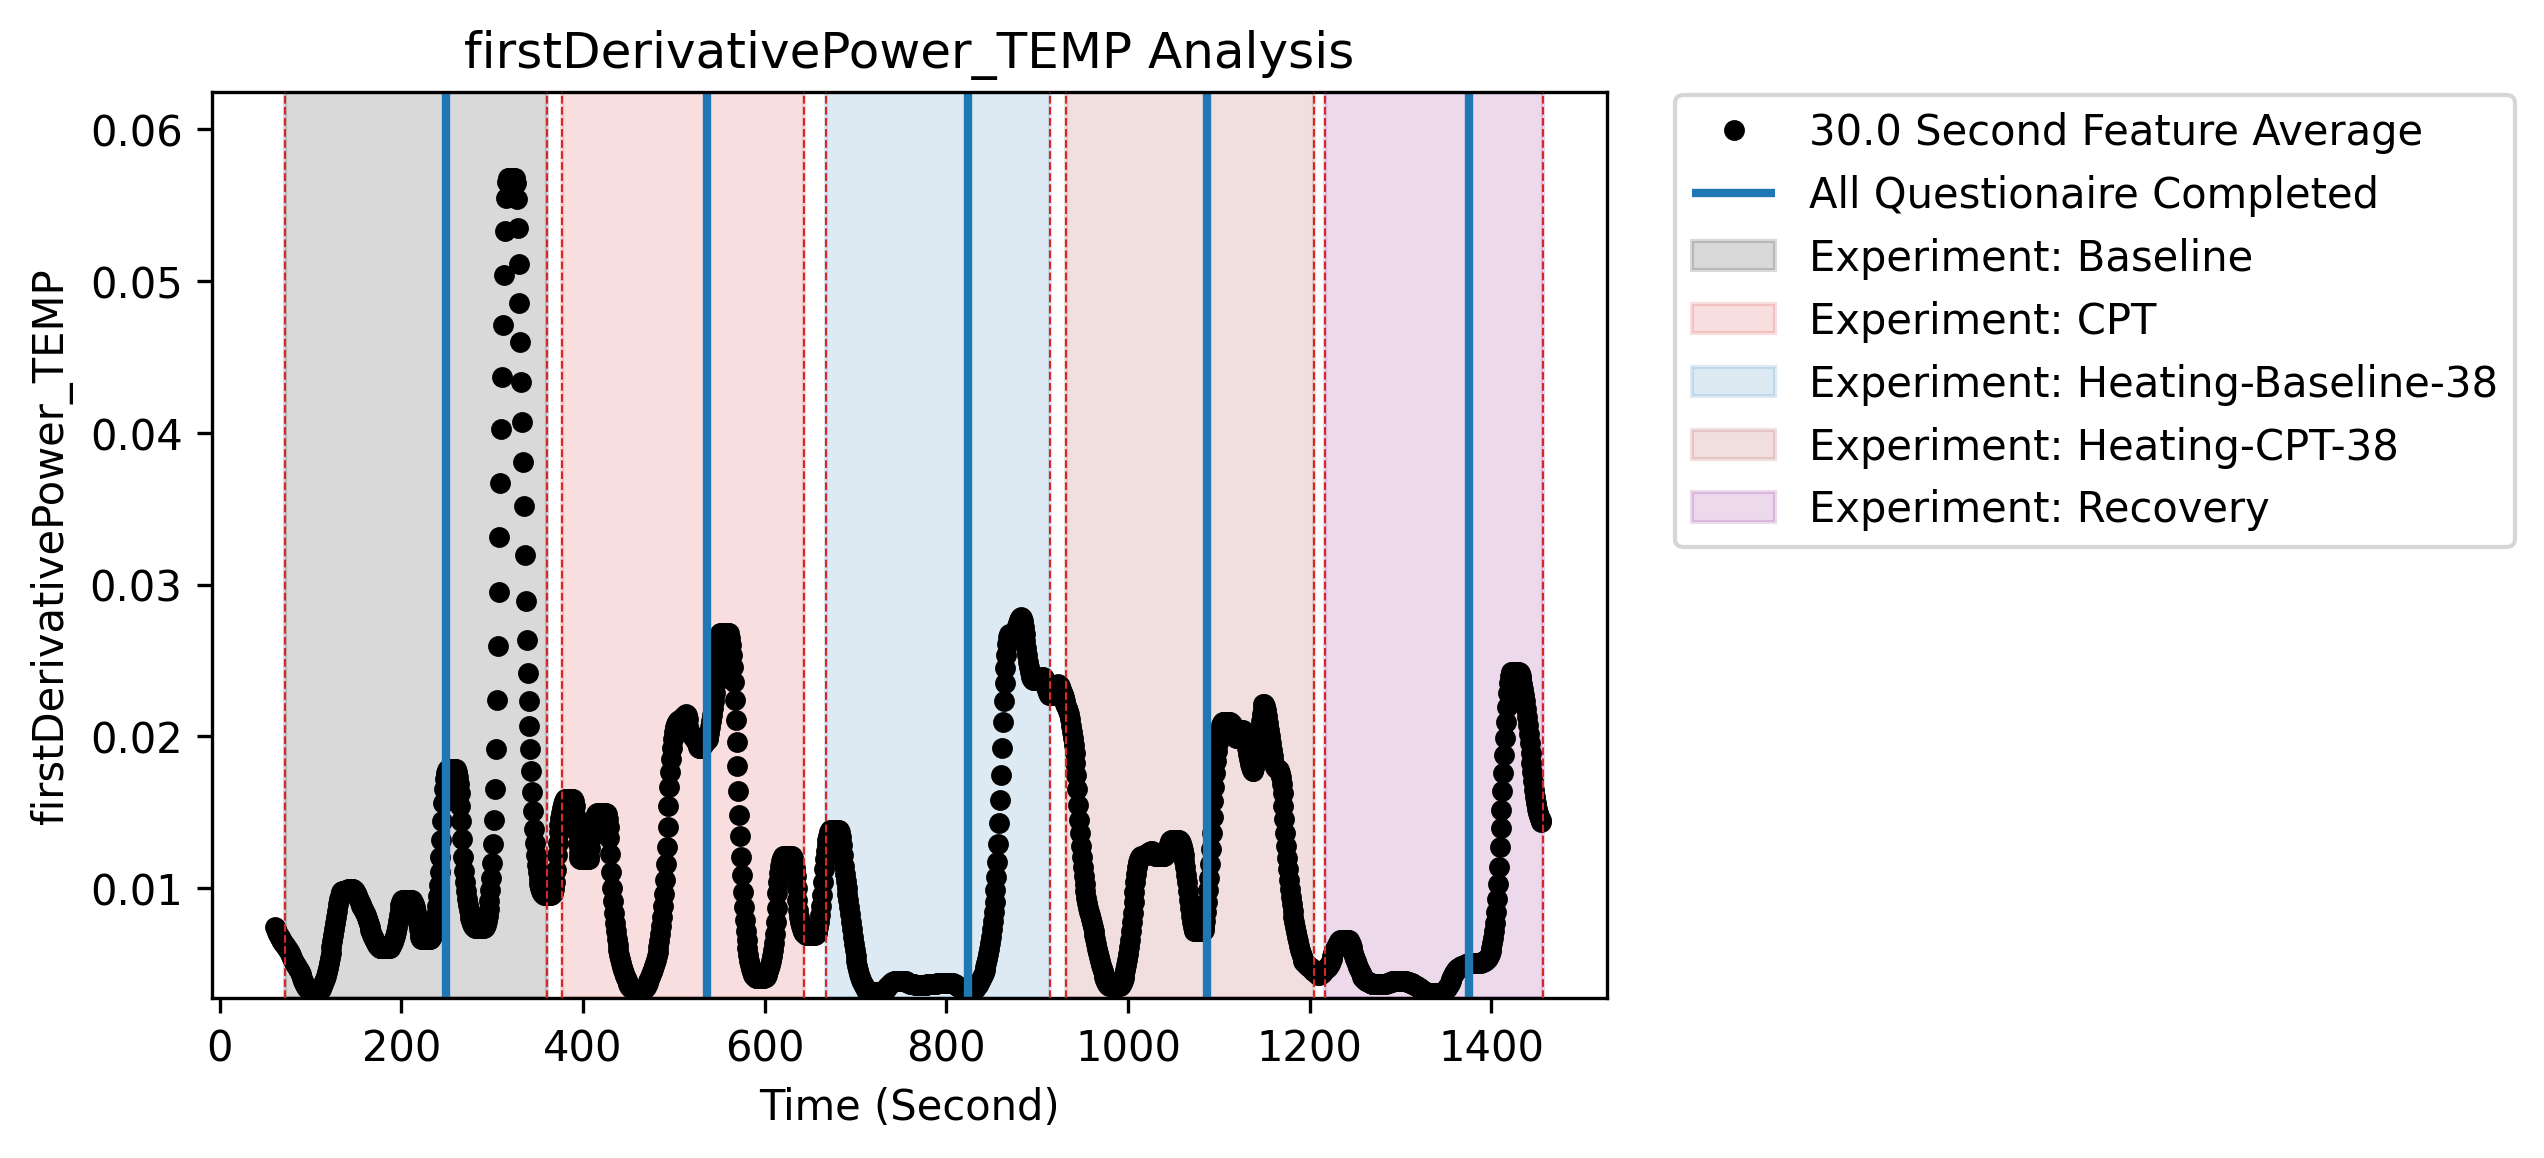 firstDerivativePower_TEMP Analysis
firstDerivativePower_TEMP
0.06
0.05
0.04
0.03
0.02
0.01
0 200 400 600 800 1000 1200 1400
Time (Second)
30.0 Second Feature Average
All Questionaire Completed
Experiment: Baseline
Experiment: CPT
Experiment: Heating-Baseline-38
Experiment: Heating-CPT-38
Experiment: Recovery